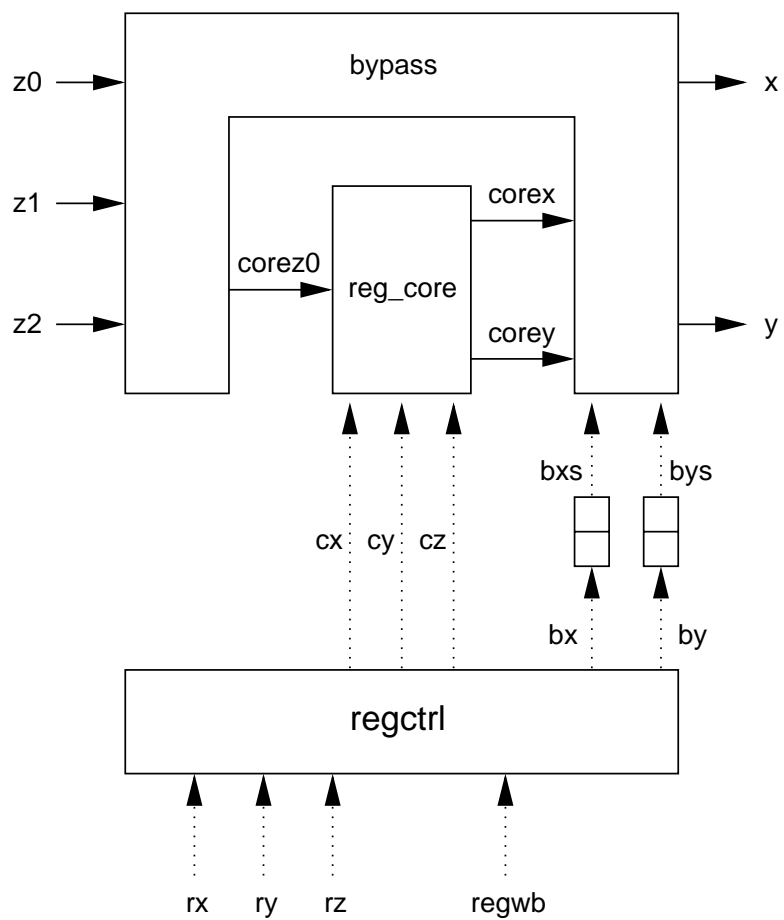 bypass
z0
x
z1
corex
corez0
reg_core
z2
corey
y
bxs
bys
cx
cy
cz
bx
by
regctrl
rx
ry
rz
regwb